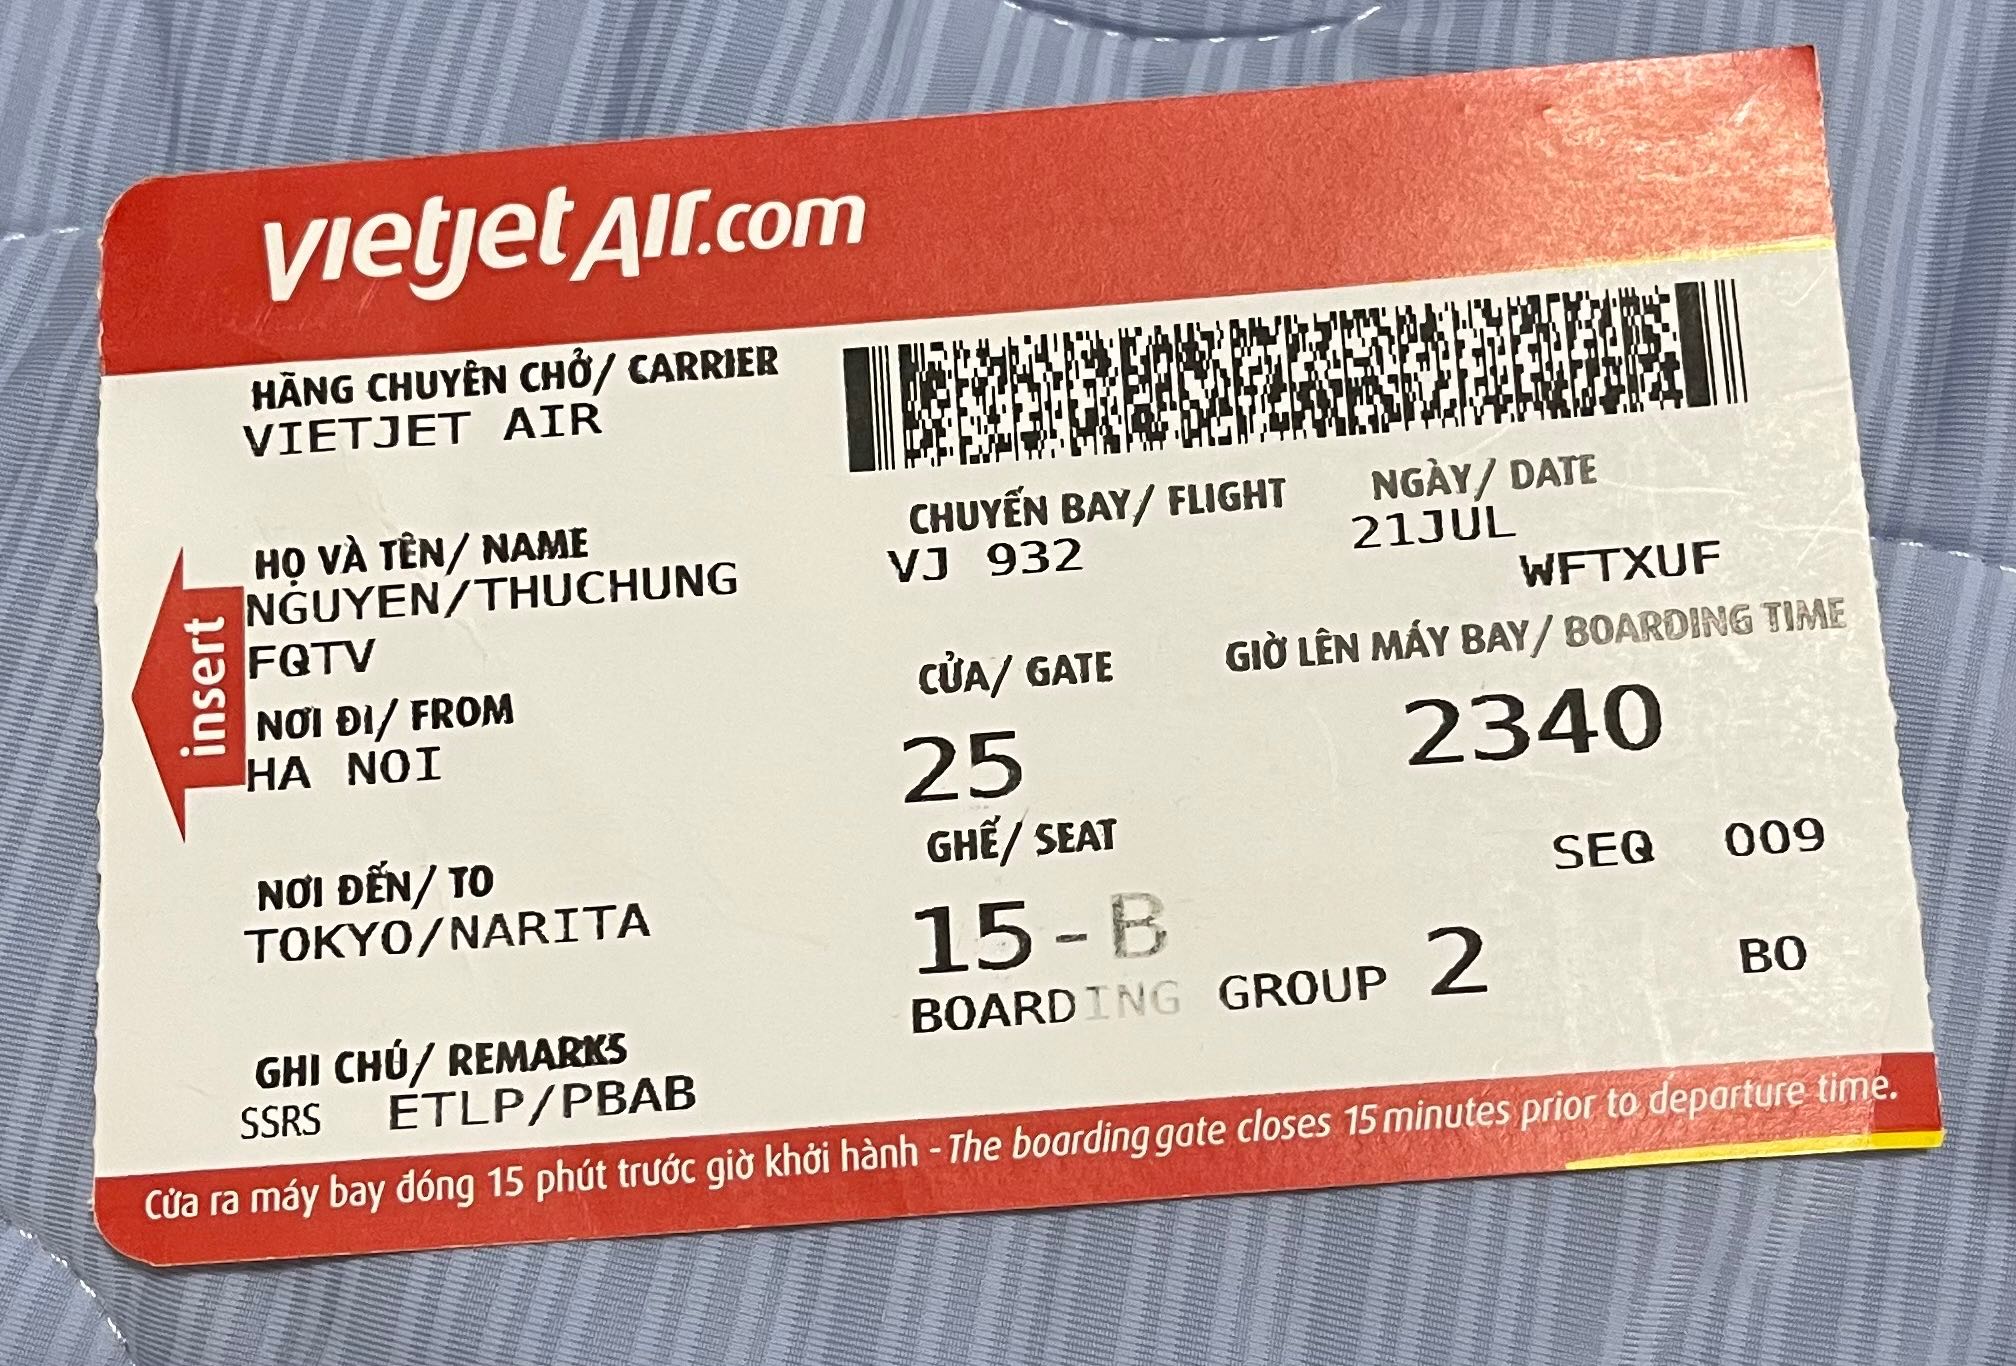 vietjetAir.com
HÃNG CHUYÊN CHỞ/ CARRIER
VIETJET AIR
CHUYẾN BAY/ FLIGHT
VJ 932
NGÀY/ DATE
21JUL
WFTXUF
HỌ VÀ TÊN/ NAME
NGUYEN/THUCHUNG
FQTV
insert
CỬA/ GATE
25
GIỜ LÊN MÁY BAY/ BOARDING TIME
2340
NƠI ĐI/ FROM
HA NOI
GHẾ/ SEAT
15-B
SEQ 009
NƠI ĐẾN/ TO
TOKYO/NARITA
BOARDING GROUP 2
BO
GHI CHÚ/ REMARKS
SSRS ETLP/PBAB
Cửa ra máy bay đóng 15 phút trước giờ khởi hành - The boarding gate closes 15 minutes prior to departure time.